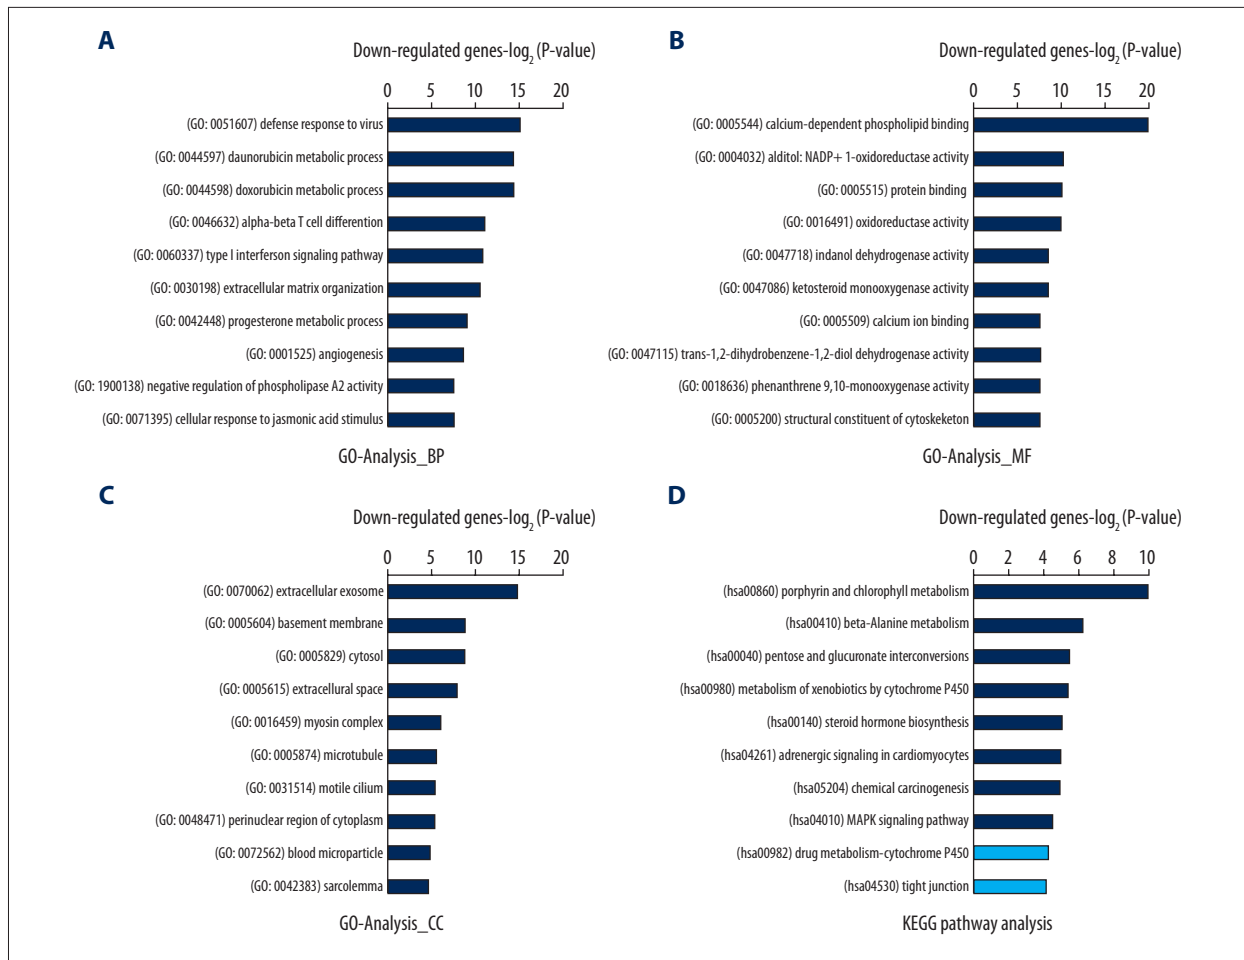 A
Down-regulated genes-log2 (P-value)
0 5 10 15 20
(GO: 0051607) defense response to virus
(GO: 0044597) daunorubicin metabolic process
(GO: 0044598) doxorubicin metabolic process
(GO: 0046632) alpha-beta T cell differention
(GO: 0060337) type I interferson signaling pathway
(GO: 0030198) extracellular matrix organization
(GO: 0042448) progesterone metabolic process
(GO: 0001525) angiogenesis
(GO: 1900138) negative regulation of phospholipase A2 activity
(GO: 0071395) cellular response to jasmonic acid stimulus
GO-Analysis_BP
B
Down-regulated genes-log2 (P-value)
0 5 10 15 20
(GO: 0005544) calcium-dependent phospholipid binding
(GO: 0004032) alditol: NADP+ 1-oxidoreductase activity
(GO: 0005515) protein binding
(GO: 0016491) oxidoreductase activity
(GO: 0047718) indanol dehydrogenase activity
(GO: 0047086) ketosteroid monooxygenase activity
(GO: 0005509) calcium ion binding
(GO: 0047115) trans-1,2-dihydrobenzene-1,2-diol dehydrogenase activity
(GO: 0018636) phenanthrene 9,10-monooxygenase activity
(GO: 0005200) structural constituent of cytoskeketon
GO-Analysis_MF
C
Down-regulated genes-log2 (P-value)
0 5 10 15 20
(GO: 0070062) extracellular exosome
(GO: 0005604) basement membrane
(GO: 0005829) cytosol
(GO: 0005615) extracellural space
(GO: 0016459) myosin complex
(GO: 0005874) microtubule
(GO: 0031514) motile cilium
(GO: 0048471) perinuclear region of cytoplasm
(GO: 0072562) blood microparticle
(GO: 0042383) sarcolemma
GO-Analysis_CC
D
Down-regulated genes-log2 (P-value)
0 2 4 6 8 10
(hsa00860) porphyrin and chlorophyll metabolism
(hsa00410) beta-Alanine metabolism
(hsa00040) pentose and glucuronate interconversions
(hsa00980) metabolism of xenobiotics by cytochrome P450
(hsa00140) steroid hormone biosynthesis
(hsa04261) adrenergic signaling in cardiomyocytes
(hsa05204) chemical carcinogenesis
(hsa04010) MAPK signaling pathway
(hsa00982) drug metabolism-cytochrome P450
(hsa04530) tight junction
KEGG pathway analysis